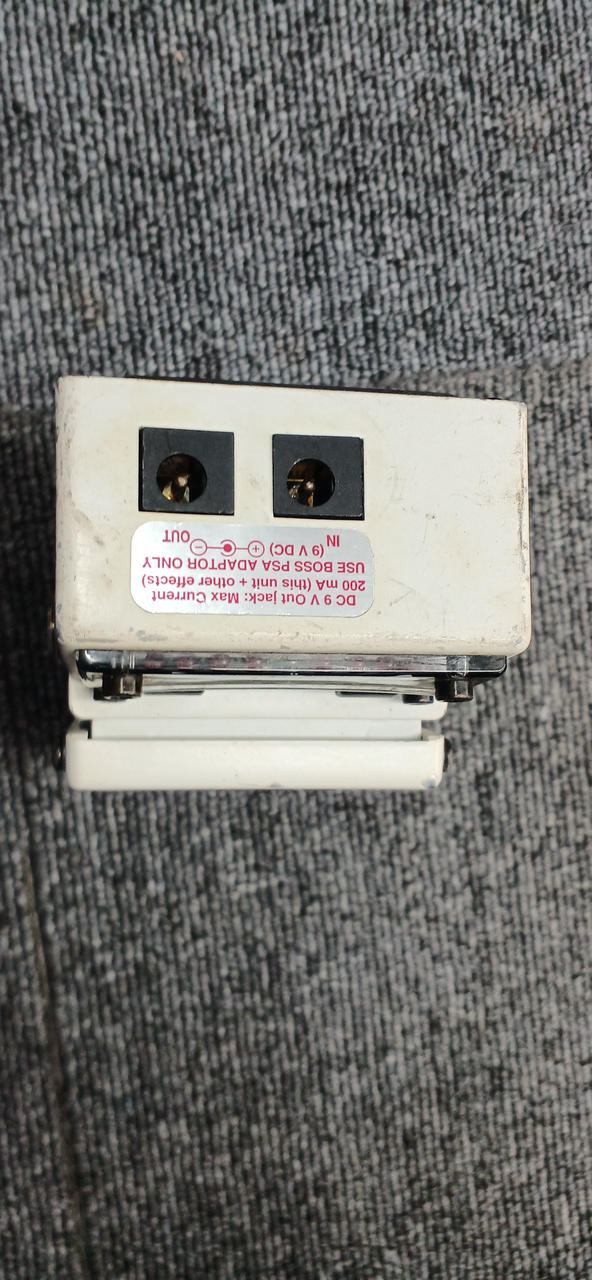 DC 9 V Out jack: Max Current
200 mA (this unit + other effects)
USE BOSS PSA ADAPTOR ONLY
IN (9 V DC) + - OUT